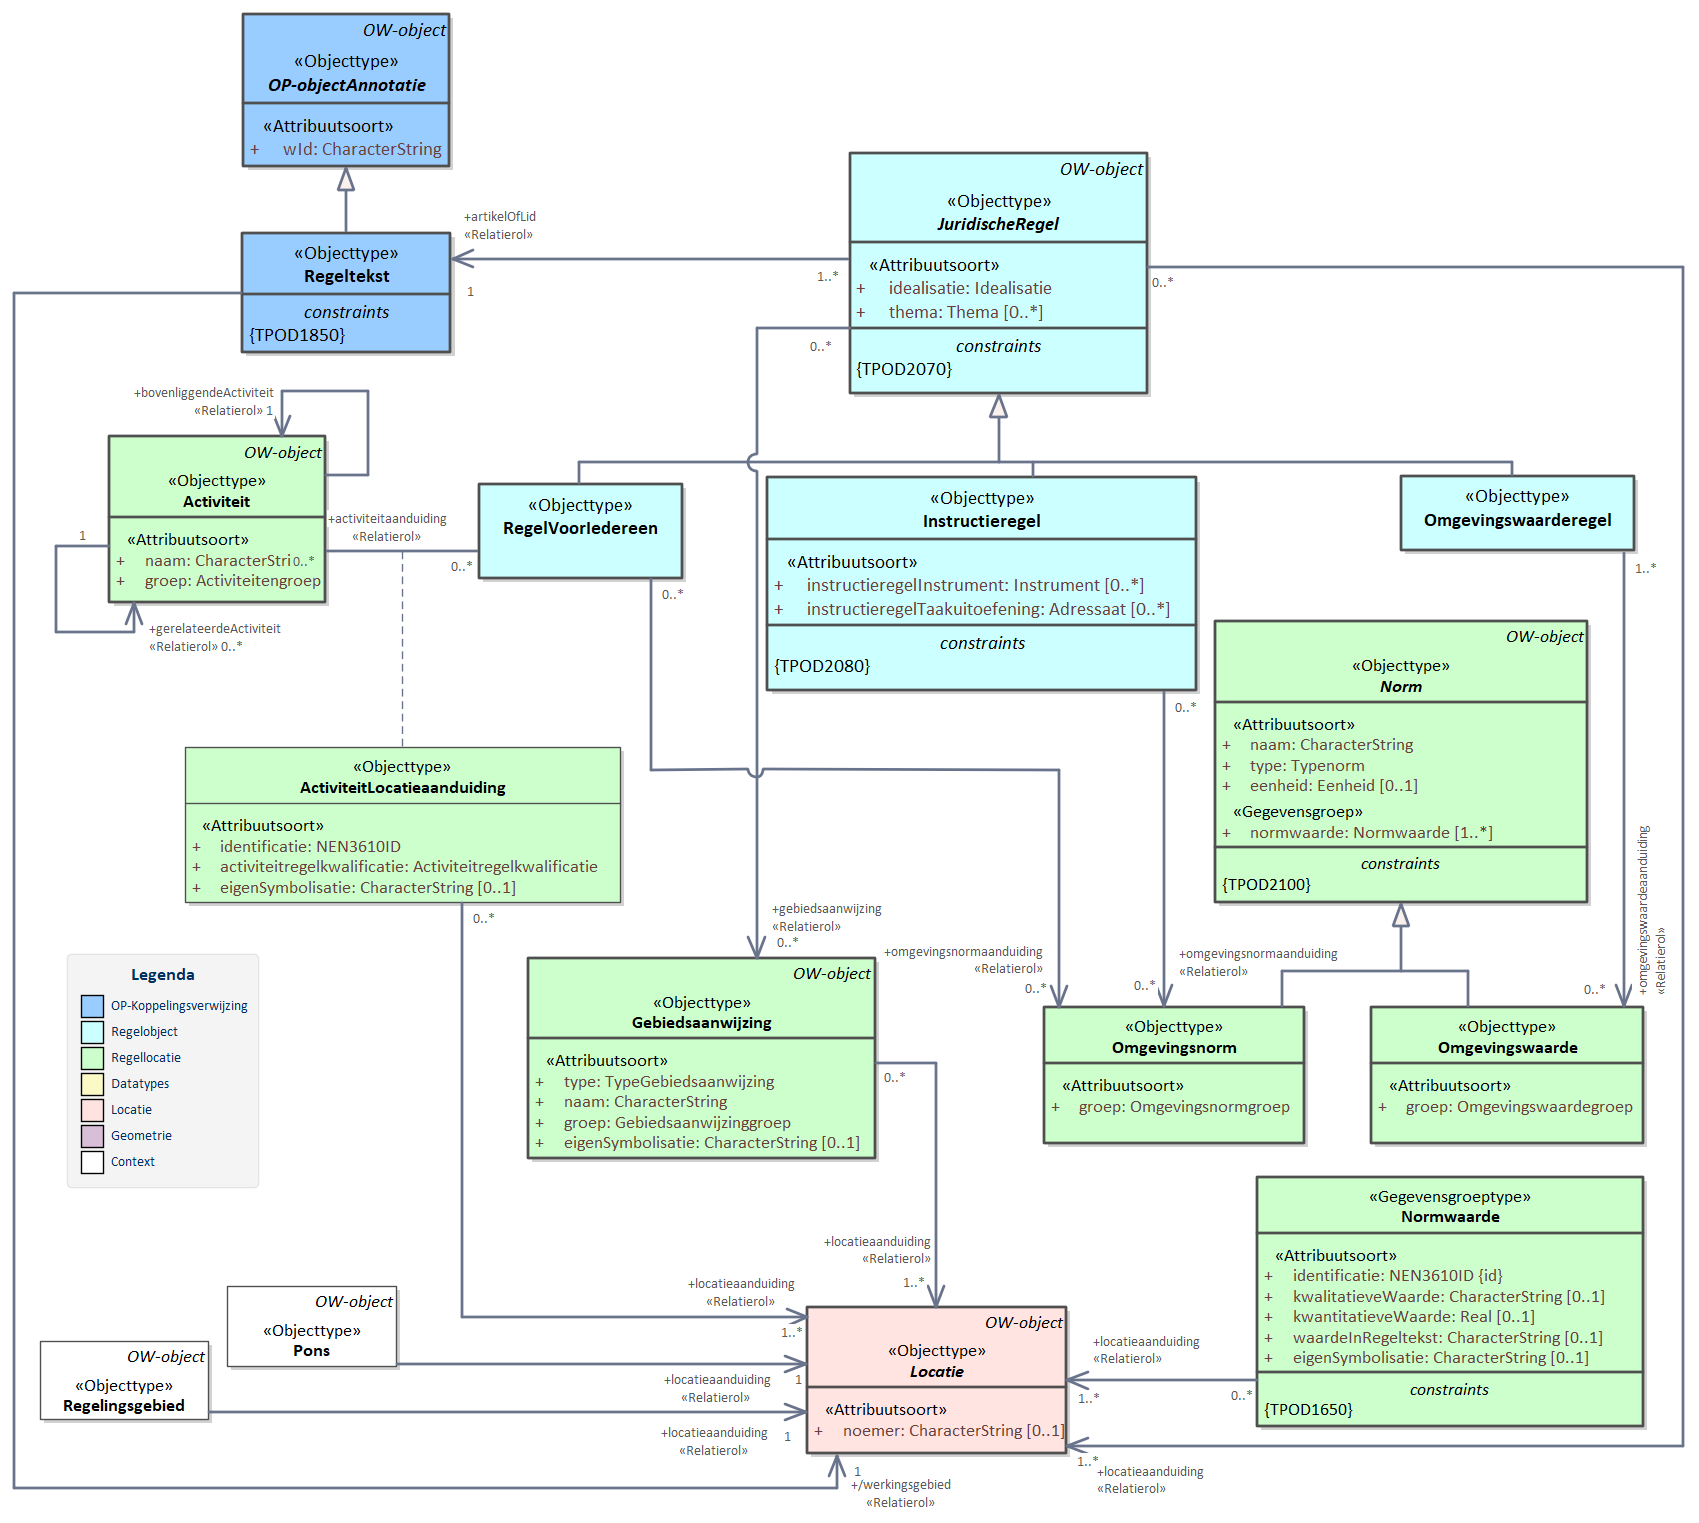 OW-object
«Objecttype»
OP-objectAnnotatie
«Attribuutsoort»
+ wId: CharacterString
OW-object
«Objecttype»
JuridischeRegel
«Attribuutsoort»
+ idealisatie: Idealisatie
+ thema: Thema [0..*]
constraints
{TPOD2070}
+artikelOfLid
«Relatierol»
1..*
1
0..*
0..*
«Objecttype»
Regeltekst
constraints
{TPOD1850}
+bovenliggendeActiviteit
«Relatierol» 1
OW-object
«Objecttype»
Activiteit
«Attribuutsoort»
+ naam: CharacterStri
0..*
+ groep: Activiteitengroep
1
+gerelateerdeActiviteit
«Relatierol» 0..*
+activiteitaanduiding
«Relatierol»
0..*
«Objecttype»
RegelVoorIedereen
0..*
«Objecttype»
Instructieregel
«Attribuutsoort»
+ instructieregelInstrument: Instrument [0..*]
+ instructieregelTaakuitoefening: Adressaat [0..*]
constraints
{TPOD2080}
0..*
«Objecttype»
Omgevingswaarderegel
1..*
OW-object
«Objecttype»
Norm
«Attribuutsoort»
+ naam: CharacterString
+ type: Typenorm
+ eenheid: Eenheid [0..1]
«Gegevensgroep»
+ normwaarde: Normwaarde [1..*]
constraints
{TPOD2100}
«Objecttype»
ActiviteitLocatieaanduiding
«Attribuutsoort»
+ identificatie: NEN3610ID
+ activiteitregelkwalificatie: Activiteitregelkwalificatie
+ eigenSymbolisatie: CharacterString [0..1]
0..*
+gebiedsaanwijzing
«Relatierol»
0..*
+omgevingsnormaanduiding
«Relatierol»
0..*
+omgevingsnormaanduiding
«Relatierol»
0..*
+omgevingswaardeaanduiding
«Relatierol»
0..*
Legenda
OP-Koppelingsverwijzing
Regelobject
Regellocatie
Datatypes
Locatie
Geometrie
Context
OW-object
«Objecttype»
Gebiedsaanwijzing
«Attribuutsoort»
+ type: TypeGebiedsaanwijzing
+ naam: CharacterString
+ groep: Gebiedsaanwijzinggroep
+ eigenSymbolisatie: CharacterString [0..1]
0..*
«Objecttype»
Omgevingsnorm
«Attribuutsoort»
+ groep: Omgevingsnormgroep
«Objecttype»
Omgevingswaarde
«Attribuutsoort»
+ groep: Omgevingswaardegroep
«Gegevensgroeptype»
Normwaarde
«Attribuutsoort»
+ identificatie: NEN3610ID {id}
+ kwalitatieveWaarde: CharacterString [0..1]
+ kwantitatieveWaarde: Real [0..1]
+ waardeInRegeltekst: CharacterString [0..1]
+ eigenSymbolisatie: CharacterString [0..1]
constraints
{TPOD1650}
+locatieaanduiding
«Relatierol»
1..*
+locatieaanduiding
«Relatierol»
1..*
OW-object
«Objecttype»
Pons
+locatieaanduiding
«Relatierol»
1
OW-object
«Objecttype»
Regelingsgebied
+locatieaanduiding
«Relatierol»
1
OW-object
«Objecttype»
Locatie
«Attribuutsoort»
+ noemer: CharacterString [0..1]
+locatieaanduiding
«Relatierol»
1..*
0..*
1..*
+locatieaanduiding
«Relatierol»
1
+/werkingsgebied
«Relatierol»